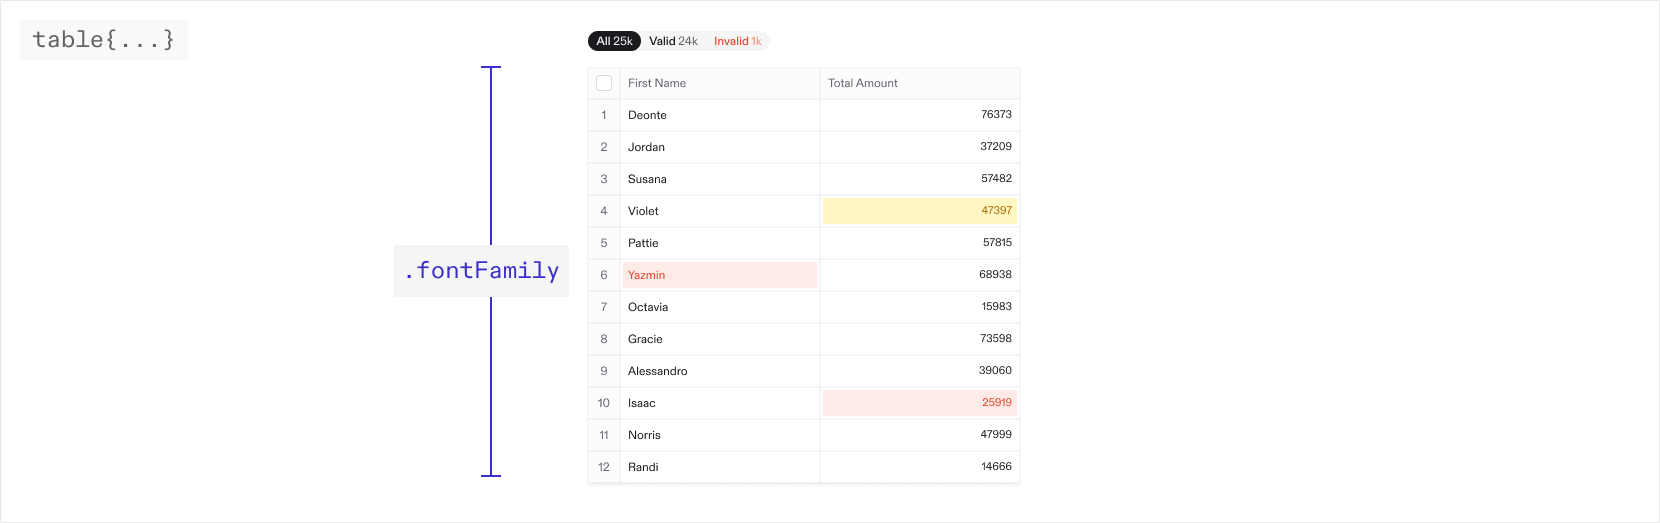 table{...}
All 25k Valid 24k Invalid 1k
First Name Total Amount
1 Deonte 76373
2 Jordan 37209
3 Susana 57482
4 Violet 47397
.fontFamily
5 Pattie 57815
6 Yazmin 68938
7 Octavia 15983
8 Gracie 73598
9 Alessandro 39060
10 Isaac 25919
11 Norris 47999
12 Randi 14666